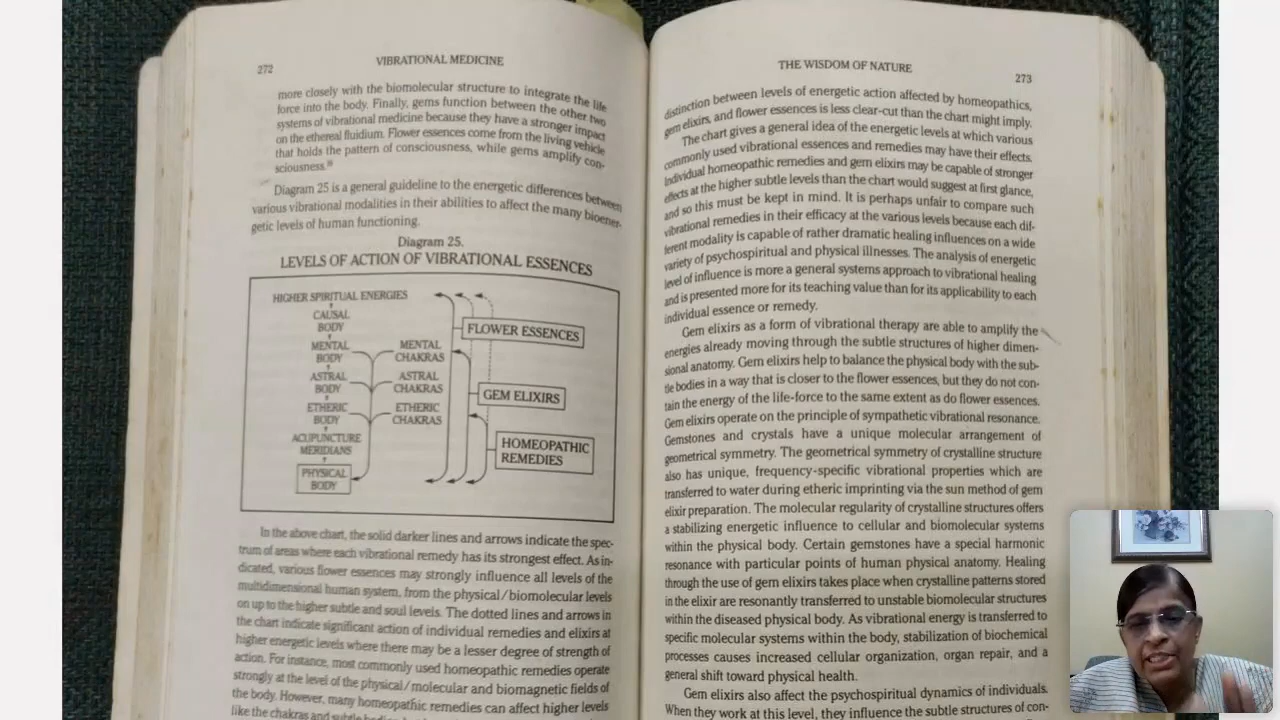 272
VIBRATIONAL MEDICINE
more closely with the biomolecular structure to integrate the life
force into the body. Finally, gems function between the other two
systems of vibrational medicine because they have a stronger impact
on the ethereal fluidium. Flower essences come from the living vehicle
that holds the pattern of consciousness, while gems amplify con-
sciousness.
Diagram 25 is a general guideline to the energetic differences between
various vibrational modalities in their abilities to affect the many bioener-
getic levels of human functioning.
Diagram 25.
LEVELS OF ACTION OF VIBRATIONAL ESSENCES
HIGHER SPIRITUAL ENERGIES
CAUSAL
BODY
MENTAL
BODY
ASTRAL
BODY
ETHERIC
BODY
ACUPUNCTURE
MERIDIANS
PHYSICAL
BODY
MENTAL
CHAKRAS
ASTRAL
CHAKRAS
ETHERIC
CHAKRAS
FLOWER ESSENCES
GEM ELIXIRS
HOMEOPATHIC
REMEDIES
In the above chart, the solid darker lines and arrows indicate the spec-
trum of areas where each vibrational remedy has its strongest effect. As in-
dicated, various flower essences may strongly influence all levels of the
multidimensional human system, from the physical/biomolecular levels
on up to the higher subtle and soul levels. The dotted lines and arrows in
the chart indicate significant action of individual remedies and elixirs at
higher energetic levels where there may be a lesser degree of strength of
action. For instance, most commonly used homeopathic remedies operate
strongly at the level of the physical/molecular and biomagnetic fields of
the body. However, many homeopathic remedies can affect higher levels
like the chakras and subtle
THE WISDOM OF NATURE
273
distinction between levels of energetic action affected by homeopathics,
gem elixirs, and flower essences is less clear-cut than the chart might imply.
The chart gives a general idea of the energetic levels at which various
commonly used vibrational essences and remedies may have their effects.
Individual homeopathic remedies and gem elixirs may be capable of stronger
effects at the higher subtle levels than the chart would suggest at first glance,
and so this must be kept in mind. It is perhaps unfair to compare such
vibrational remedies in their efficacy at the various levels because each dif-
ferent modality is capable of rather dramatic healing influences on a wide
variety of psychospiritual and physical illnesses. The analysis of energetic
level of influence is more a general systems approach to vibrational healing
and is presented more for its teaching value than for its applicability to each
individual essence or remedy.
Gem elixirs as a form of vibrational therapy are able to amplify the
energies already moving through the subtle structures of higher dimen-
sional anatomy. Gem elixirs help to balance the physical body with the sub-
tle bodies in a way that is closer to the flower essences, but they do not con-
tain the energy of the life-force to the same extent as do flower essences.
Gem elixirs operate on the principle of sympathetic vibrational resonance.
Gemstones and crystals have a unique molecular arrangement of
geometrical symmetry. The geometrical symmetry of crystalline structure
also has unique, frequency-specific vibrational properties which are
transferred to water during etheric imprinting via the sun method of gem
elixir preparation. The molecular regularity of crystalline structures offers
a stabilizing energetic influence to cellular and biomolecular systems
within the physical body. Certain gemstones have a special harmonic
resonance with particular points of human physical anatomy. Healing
through the use of gem elixirs takes place when crystalline patterns stored
in the elixir are resonantly transferred to unstable biomolecular structures
within the diseased physical body. As vibrational energy is transferred to
specific molecular systems within the body, stabilization of biochemical
processes causes increased cellular organization, organ repair, and a
general shift toward physical health.
Gem elixirs also affect the psychospiritual dynamics of individuals.
When they work at this level, they influence the subtle structures of con-